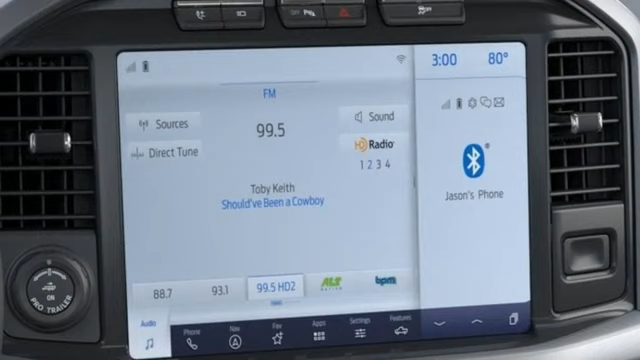 3:00 80°
FM
Sources
Sound
99.5
HD Radio
Direct Tune
1 2 3 4
Toby Keith
Should've Been a Cowboy
Jason's Phone
88.7
93.1
99.5 HD2
ALT
bpm
Audio
Phone
Nav
Fav
Apps
Settings
Features
ON
PRO TRAILER